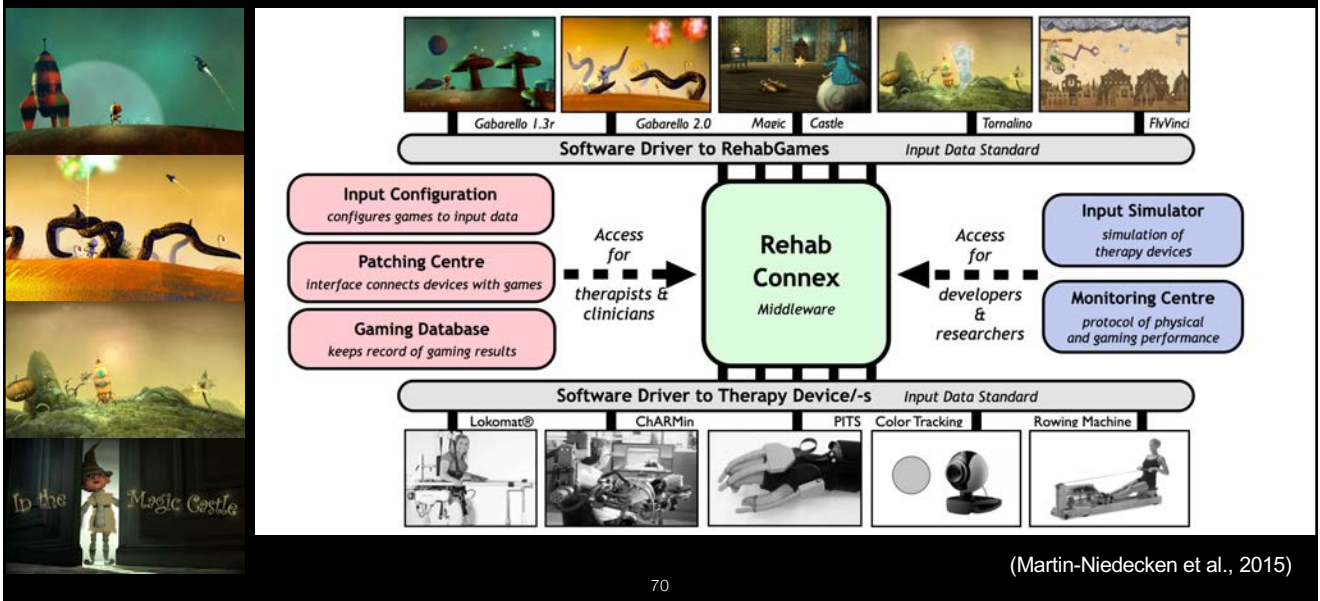 Gabarello 1.3r
Gabarello 2.0
Magic Castle
Tornalino
FlyVinci
Software Driver to RehabGames Input Data Standard
Input Configuration
configures games to input data
Patching Centre
interface connects devices with games
Gaming Database
keeps record of gaming results
Access
for
therapists &
clinicians
Rehab
Connex
Middleware
Access
for
developers
&
researchers
Input Simulator
simulation of
therapy devices
Monitoring Centre
protocol of physical
and gaming performance
Software Driver to Therapy Device/-s Input Data Standard
Lokomat®
ChARMin
PITS
Color Tracking
Rowing Machine
In the Magic Castle
(Martin-Niedecken et al., 2015)
70